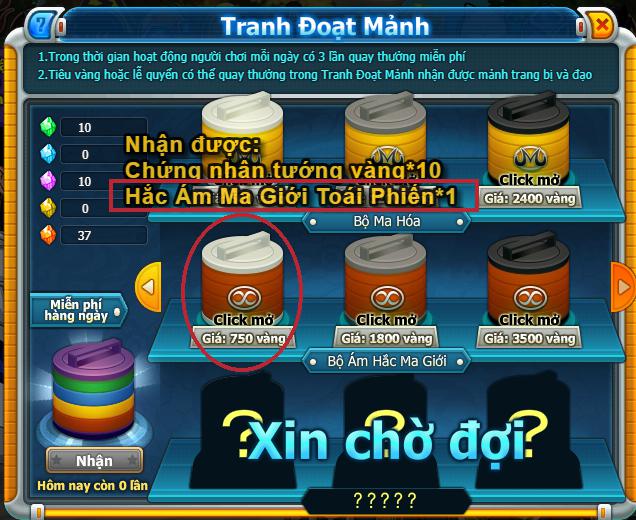 Tranh Đoạt Mảnh
1.Trong thời gian hoạt động người chơi mỗi ngày có 3 lần quay thưởng miễn phí
2.Tiêu vàng hoặc lễ quyển có thể quay thưởng trong Tranh Đoạt Mảnh nhận được mảnh trang bị và đạo
10
0
10
0
37
Nhận được:
Chứng nhận tướng vàng*10
Hắc Ám Ma Giới Toái Phiến*1
Click mở
Giá: 2400 vàng
Bộ Ma Hóa
Click mở
Click mở
Click mở
Giá: 750 vàng
Giá: 1800 vàng
Giá: 3500 vàng
Bộ Ám Hắc Ma Giới
Miễn phí
hàng ngày
Nhận
Hôm nay còn 0 lần
? ? ?
Xin chờ đợi
?????